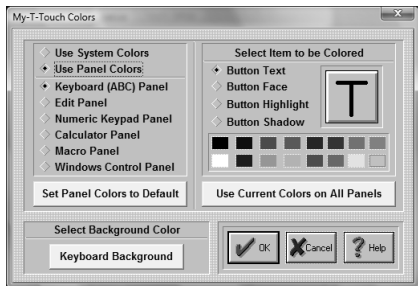 My-T-Touch Colors
Use System Colors
Use Panel Colors
Keyboard (ABC) Panel
Edit Panel
Numeric Keypad Panel
Calculator Panel
Macro Panel
Windows Control Panel
Set Panel Colors to Default
Select Item to be Colored
Button Text
Button Face
Button Highlight
Button Shadow
T
Use Current Colors on All Panels
Select Background Color
Keyboard Background
OK
Cancel
Help